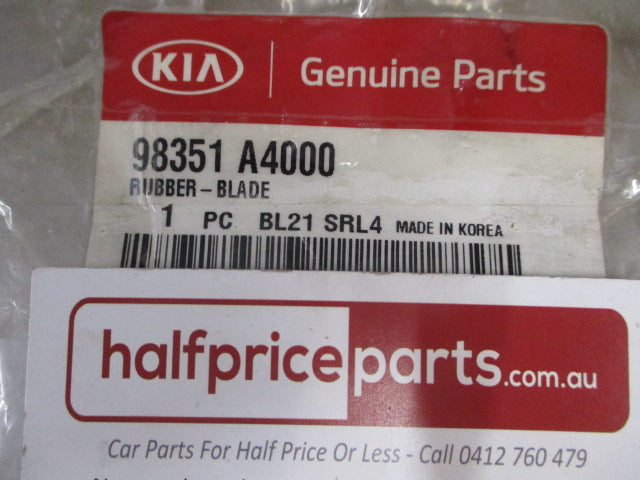 KIA Genuine Parts
98351 A4000
RUBBER-BLADE
1 PC BL21 SRL4 MADE IN KOREA
halfpriceparts.com.au
Car Parts For Half Price Or Less - Call 0412 760 479